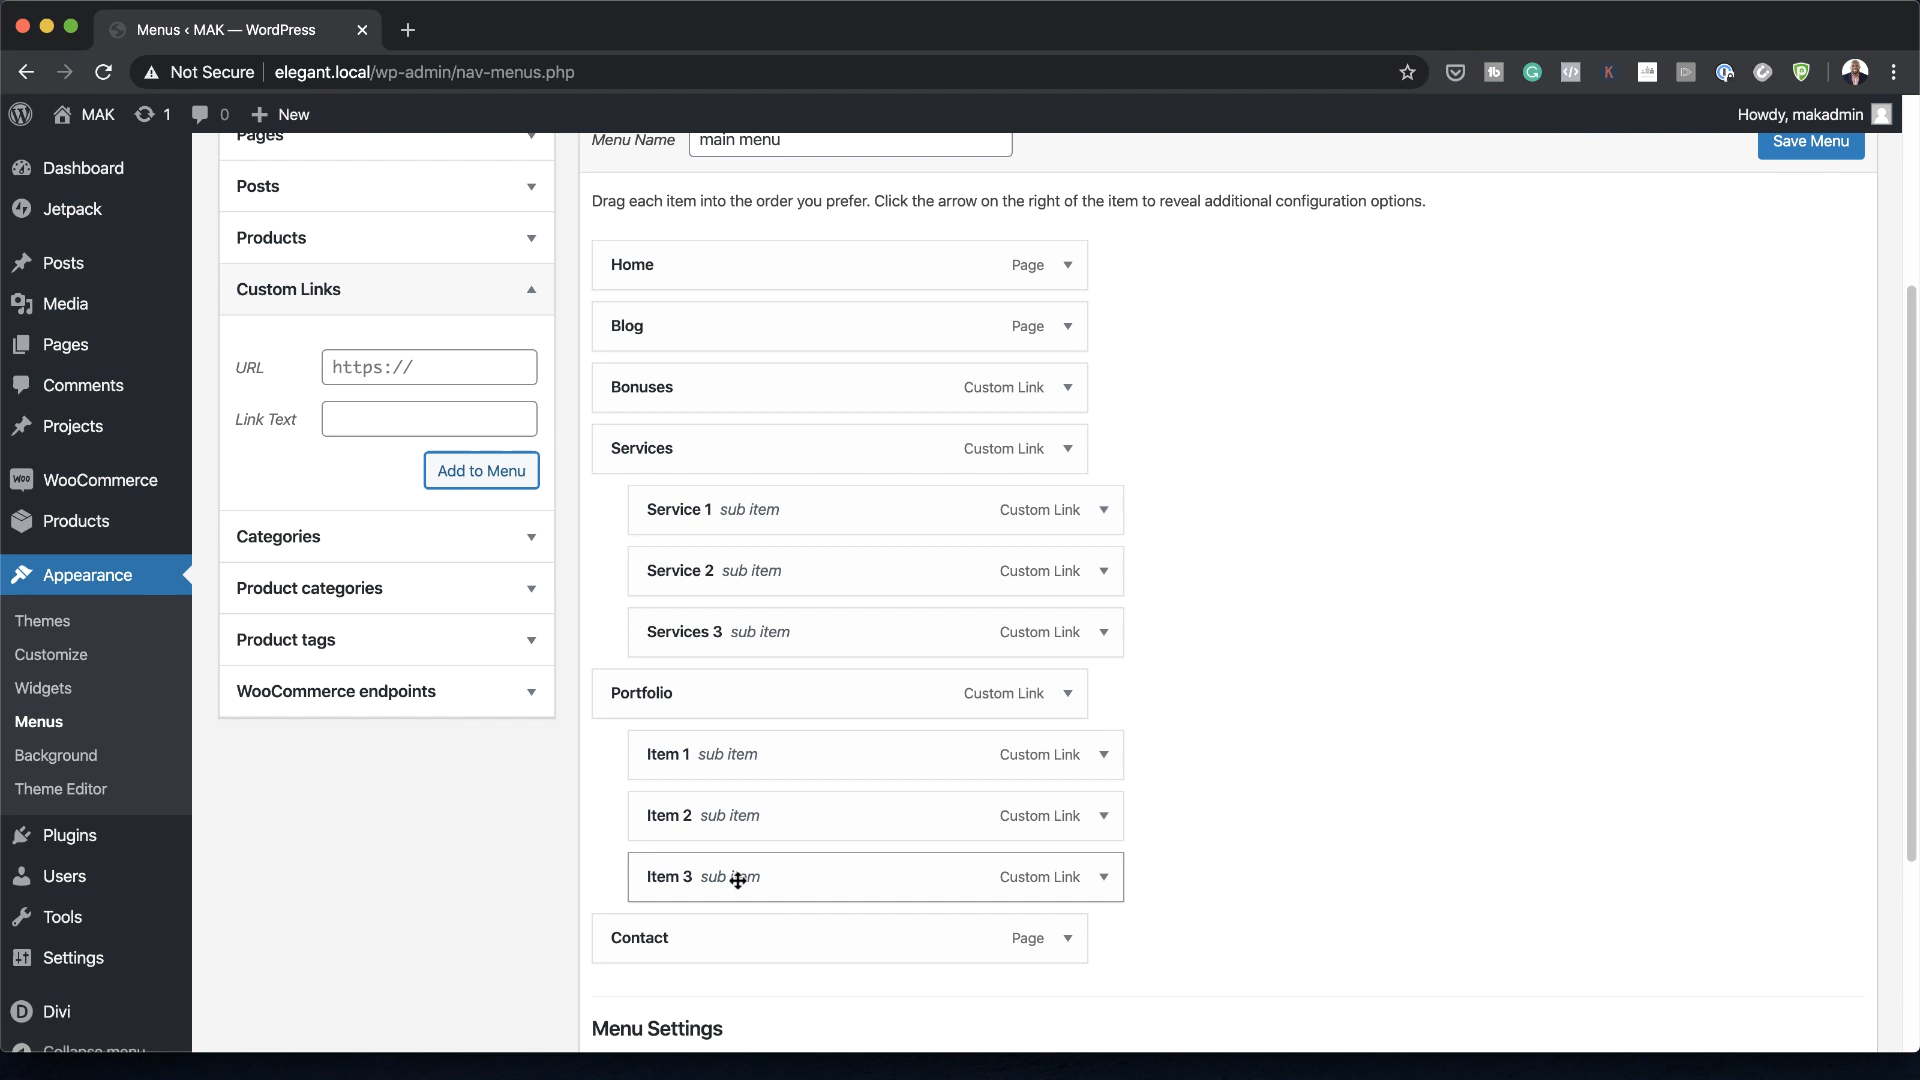 Menus ‹ MAK — WordPress
Not Secure
elegant.local/wp-admin/nav-menus.php
MAK
1
0
New
Howdy, makadmin
Dashboard
Jetpack
Posts
Media
Pages
Comments
Projects
WooCommerce
Products
Appearance
Themes
Customize
Widgets
Menus
Background
Theme Editor
Plugins
Users
Tools
Settings
Divi
Collapse menu
Pages
Posts
Products
Custom Links
URL
https://
Link Text
Add to Menu
Categories
Product categories
Product tags
WooCommerce endpoints
Menu Name
main menu
Save Menu
Drag each item into the order you prefer. Click the arrow on the right of the item to reveal additional configuration options.
Home Page
Blog Page
Bonuses Custom Link
Services Custom Link
Service 1 sub item Custom Link
Service 2 sub item Custom Link
Services 3 sub item Custom Link
Portfolio Custom Link
Item 1 sub item Custom Link
Item 2 sub item Custom Link
Item 3 sub item Custom Link
Contact Page
Menu Settings